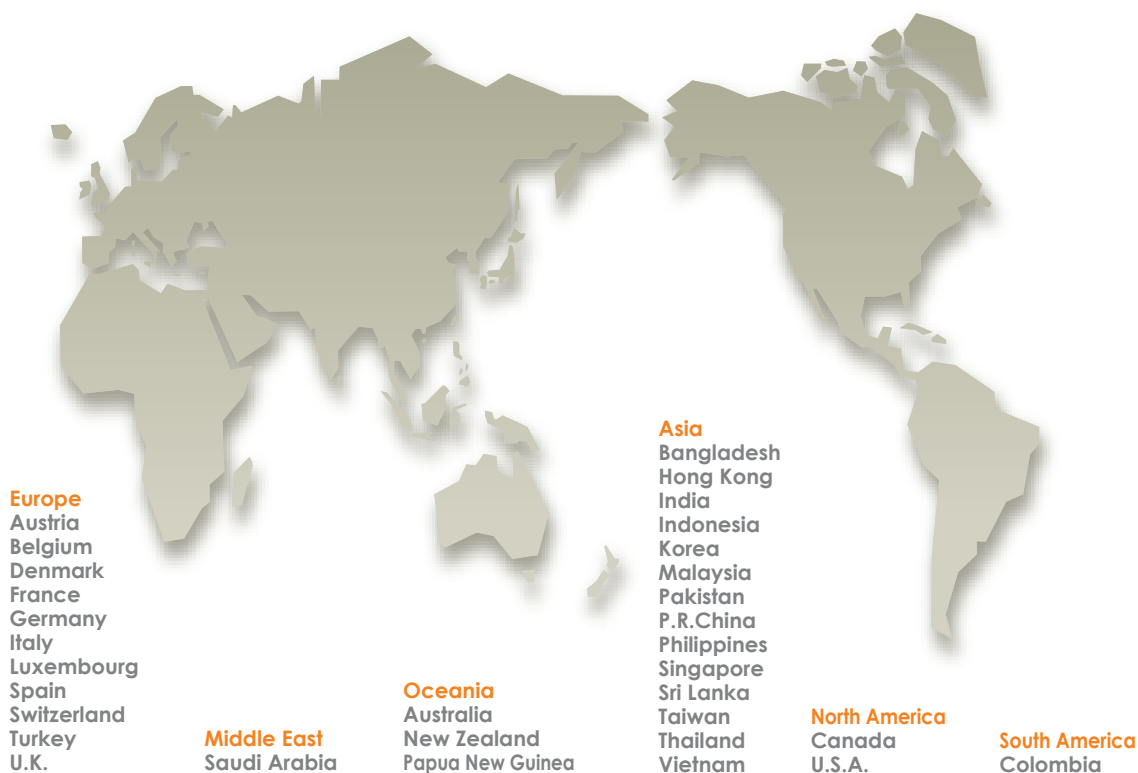 Europe
Austria
Belgium
Denmark
France
Germany
Italy
Luxembourg
Spain
Switzerland
Turkey
U.K.
Middle East
Saudi Arabia
Oceania
Australia
New Zealand
Papua New Guinea
Asia
Bangladesh
Hong Kong
India
Indonesia
Korea
Malaysia
Pakistan
P.R.China
Philippines
Singapore
Sri Lanka
Taiwan
Thailand
Vietnam
North America
Canada
U.S.A.
South America
Colombia